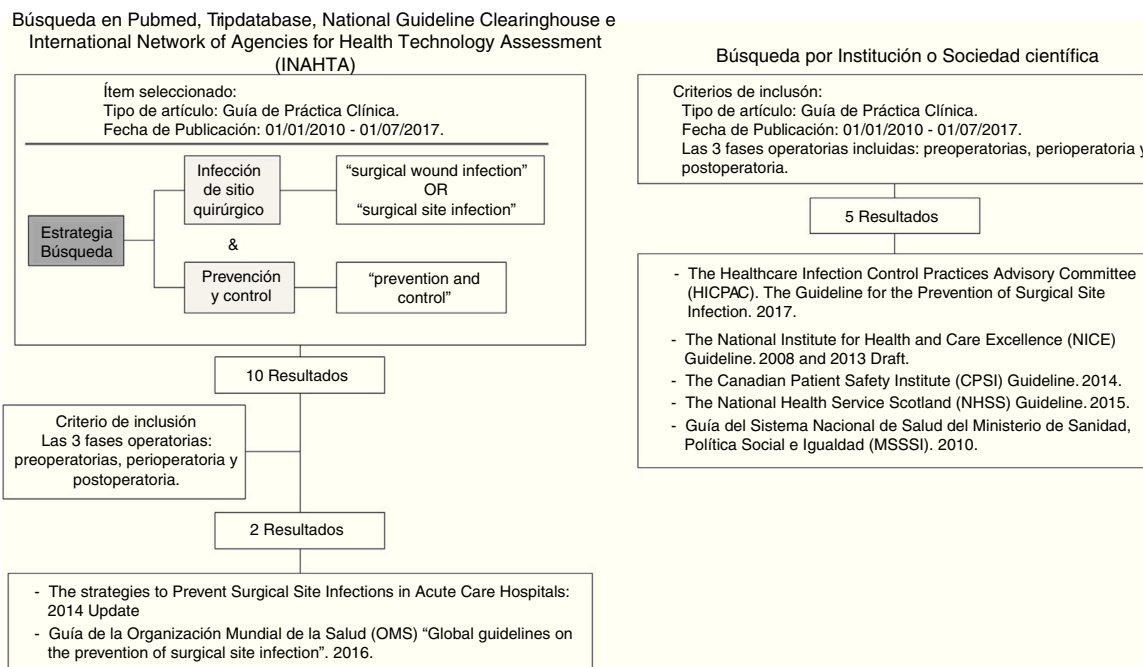 Búsqueda en Pubmed, Tripdatabase, National Guideline Clearinghouse e
International Network of Agencies for Health Technology Assessment
(INAHTA)
Ítem seleccionado:
Tipo de artículo: Guía de Práctica Clínica.
Fecha de Publicación: 01/01/2010 - 01/07/2017.
Estrategia
Búsqueda
Infección
de sitio
quirúrgico
&
Prevención
y control
“surgical wound infection”
OR
“surgical site infection”
“prevention and
control”
10 Resultados
Criterio de inclusión
Las 3 fases operatorias:
preoperatorias, perioperatoria y
postoperatoria.
2 Resultados
- The strategies to Prevent Surgical Site Infections in Acute Care Hospitals:
2014 Update
- Guía de la Organización Mundial de la Salud (OMS) “Global guidelines on
the prevention of surgical site infection”. 2016.
Búsqueda por Institución o Sociedad científica
Criterios de inclusión:
Tipo de artículo: Guía de Práctica Clínica.
Fecha de Publicación: 01/01/2010 - 01/07/2017.
Las 3 fases operatorias incluidas: preoperatorias, perioperatoria y
postoperatoria.
5 Resultados
- The Healthcare Infection Control Practices Advisory Committee
(HICPAC). The Guideline for the Prevention of Surgical Site
Infection. 2017.
- The National Institute for Health and Care Excellence (NICE)
Guideline. 2008 and 2013 Draft.
- The Canadian Patient Safety Institute (CPSI) Guideline. 2014.
- The National Health Service Scotland (NHSS) Guideline. 2015.
- Guía del Sistema Nacional de Salud del Ministerio de Sanidad,
Política Social e Igualdad (MSSSI). 2010.